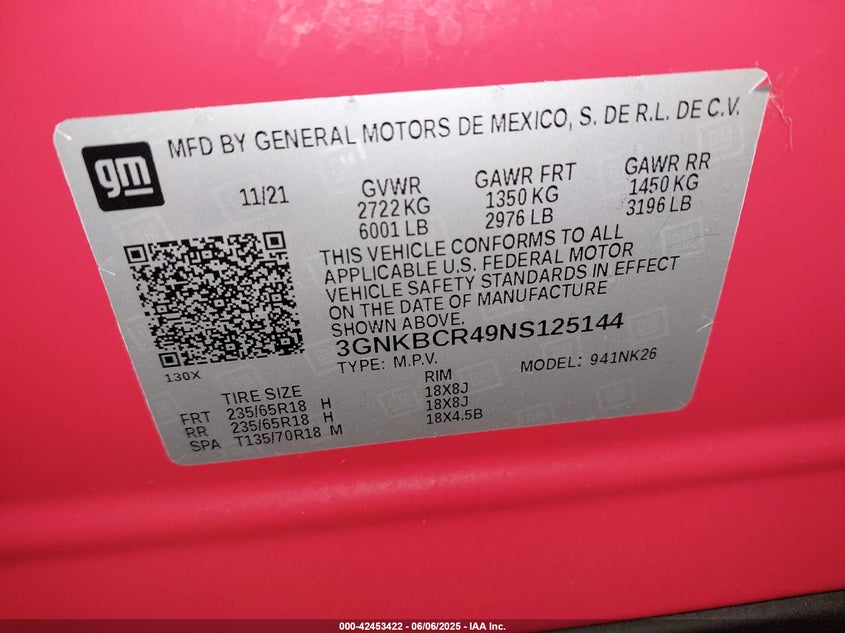 MFD BY GENERAL MOTORS DE MEXICO, S. DE R.L. DE C.V.
gm
11/21
GVWR GAWR FRT GAWR RR
2722 KG 1350 KG 1450 KG
6001 LB 2976 LB 3196 LB
THIS VEHICLE CONFORMS TO ALL
APPLICABLE U.S. FEDERAL MOTOR
VEHICLE SAFETY STANDARDS IN EFFECT
ON THE DATE OF MANUFACTURE
SHOWN ABOVE.
3GNKBCR49NS125144
130X
TYPE: M.P.V. MODEL: 941NK26
TIRE SIZE RIM
FRT 235/65R18 H 18X8J
RR 235/65R18 H 18X8J
SPA T135/70R18 M 18X4.5B
000-42453422 - 06/06/2025 - IAA Inc.